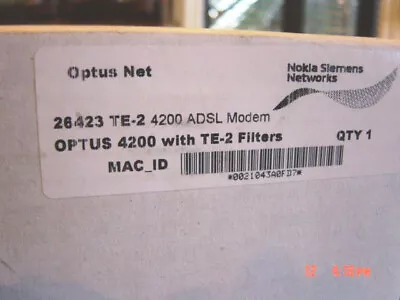 Optus Net
Nokia Siemens
Networks
26423 TE-2 4200 ADSL Modem
OPTUS 4200 with TE-2 Filters QTY 1
MAC_ID
*0021043A0FD7*